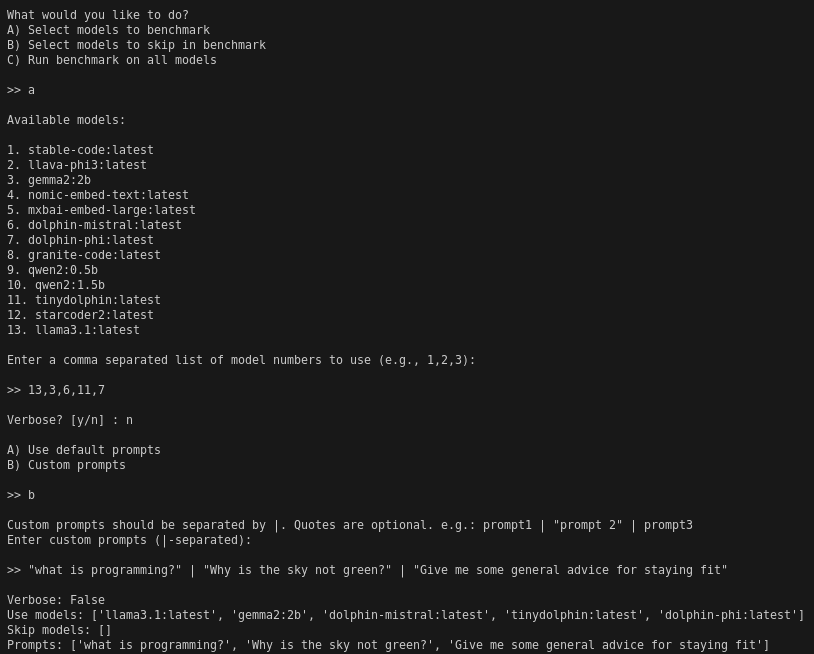 What would you like to do?
A) Select models to benchmark
B) Select models to skip in benchmark
C) Run benchmark on all models
>> a
Available models:
1. stable-code:latest
2. llava-phi3:latest
3. gemma2:2b
4. nomic-embed-text:latest
5. mxbai-embed-large:latest
6. dolphin-mistral:latest
7. dolphin-phi:latest
8. granite-code:latest
9. qwen2:0.5b
10. qwen2:1.5b
11. tinydolphin:latest
12. starcoder2:latest
13. llama3.1:latest
Enter a comma separated list of model numbers to use (e.g., 1,2,3):
>> 13,3,6,11,7
Verbose? [y/n] : n
A) Use default prompts
B) Custom prompts
>> b
Custom prompts should be separated by |. Quotes are optional. e.g.: prompt1 | "prompt 2" | prompt3
Enter custom prompts (|-separated):
>> "what is programming?" | "Why is the sky not green?" | "Give me some general advice for staying fit"
Verbose: False
Use models: ['llama3.1:latest', 'gemma2:2b', 'dolphin-mistral:latest', 'tinydolphin:latest', 'dolphin-phi:latest']
Skip models: []
Prompts: ['what is programming?', 'Why is the sky not green?', 'Give me some general advice for staying fit']